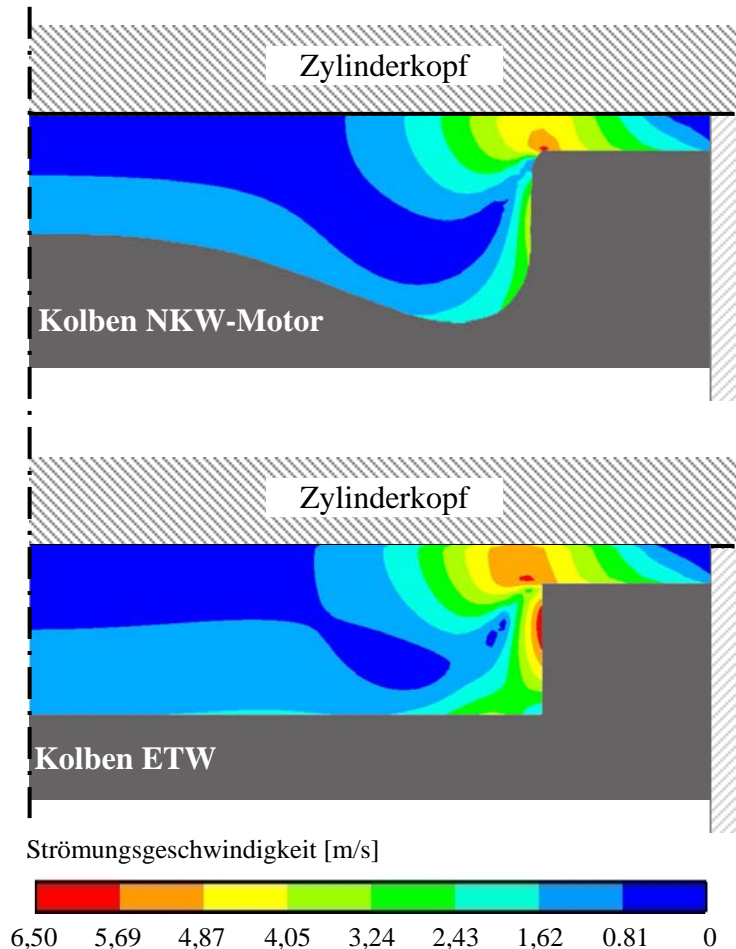 Zylinderkopf
Kolben NKW-Motor
Zylinderkopf
Kolben ETW
Strömungsgeschwindigkeit [m/s]
6,50 5,69 4,87 4,05 3,24 2,43 1,62 0.81 0